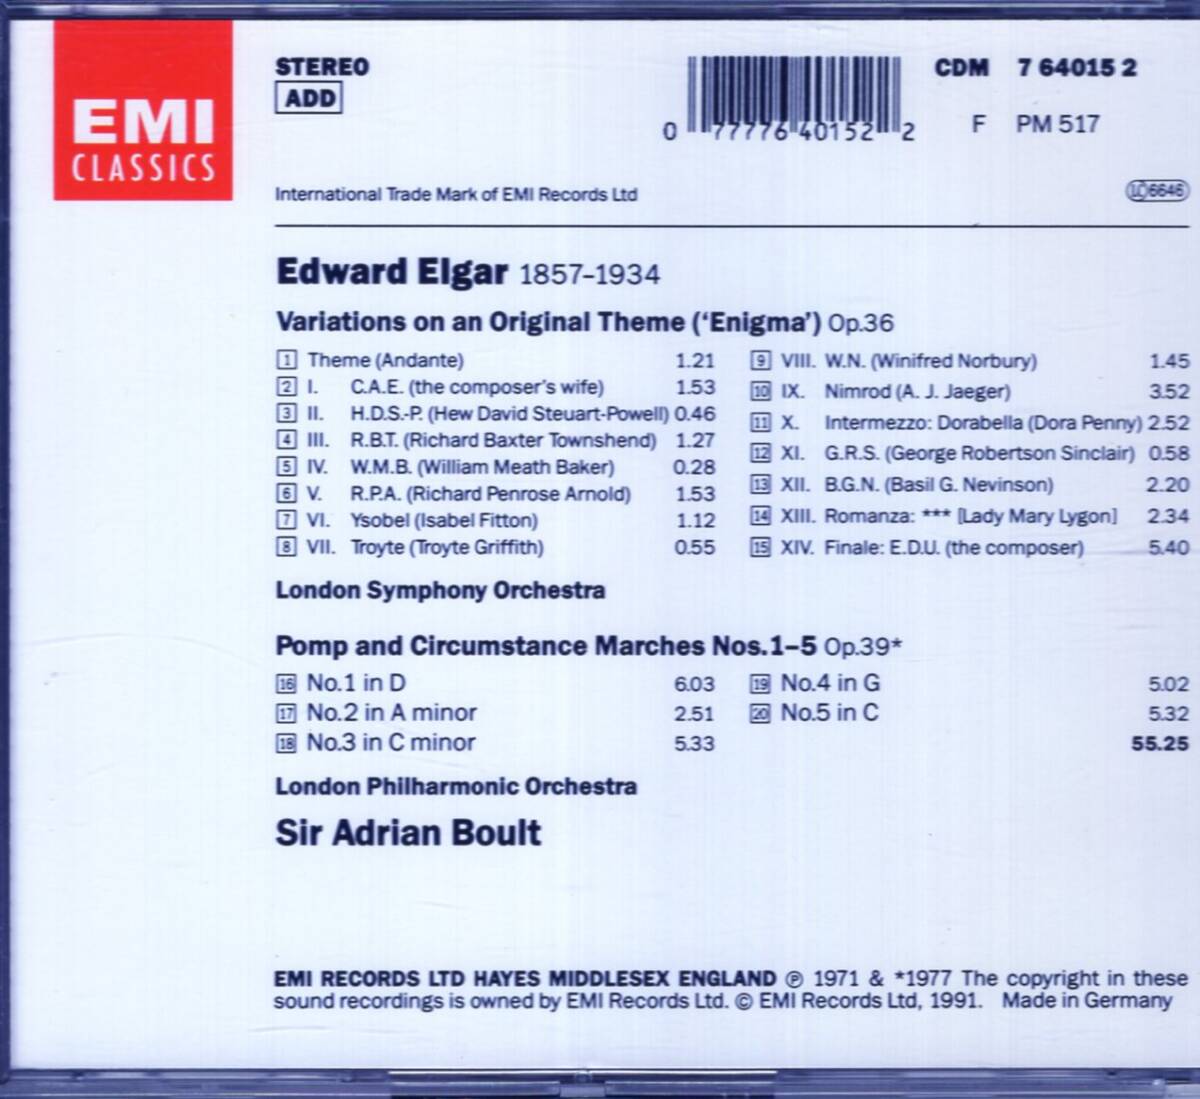 EMI
CLASSICS
STEREO
ADD
0 77776 40152 2
CDM 7 64015 2
F PM 517
International Trade Mark of EMI Records Ltd
LC 6646
Edward Elgar 1857-1934
Variations on an Original Theme ('Enigma') Op.36
1 Theme (Andante) 1.21
2 I. C.A.E. (the composer's wife) 1.53
3 II. H.D.S.-P. (Hew David Steuart-Powell) 0.46
4 III. R.B.T. (Richard Baxter Townshend) 1.27
5 IV. W.M.B. (William Meath Baker) 0.28
6 V. R.P.A. (Richard Penrose Arnold) 1.53
7 VI. Ysobel (Isabel Fitton) 1.12
8 VII. Troyte (Troyte Griffith) 0.55
9 VIII. W.N. (Winifred Norbury) 1.45
10 IX. Nimrod (A. J. Jaeger) 3.52
11 X. Intermezzo: Dorabella (Dora Penny) 2.52
12 XI. G.R.S. (George Robertson Sinclair) 0.58
13 XII. B.G.N. (Basil G. Nevinson) 2.20
14 XIII. Romanza: *** [Lady Mary Lygon] 2.34
15 XIV. Finale: E.D.U. (the composer) 5.40
London Symphony Orchestra
Pomp and Circumstance Marches Nos.1-5 Op.39*
16 No.1 in D 6.03
17 No.2 in A minor 2.51
18 No.3 in C minor 5.33
19 No.4 in G 5.02
20 No.5 in C 5.32
55.25
London Philharmonic Orchestra
Sir Adrian Boult
EMI RECORDS LTD HAYES MIDDLESEX ENGLAND ℗ 1971 & *1977 The copyright in these
sound recordings is owned by EMI Records Ltd. © EMI Records Ltd, 1991. Made in Germany